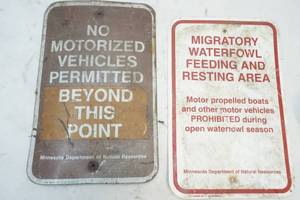 NO
MOTORIZED
VEHICLES
PERMITTED
BEYOND
THIS
POINT
Minnesota Department of Natural Resources
MIGRATORY
WATERFOWL
FEEDING AND
RESTING AREA
Motor propelled boats
and other motor vehicles
PROHIBITED during
open waterfowl season
Minnesota Department of Natural Resources